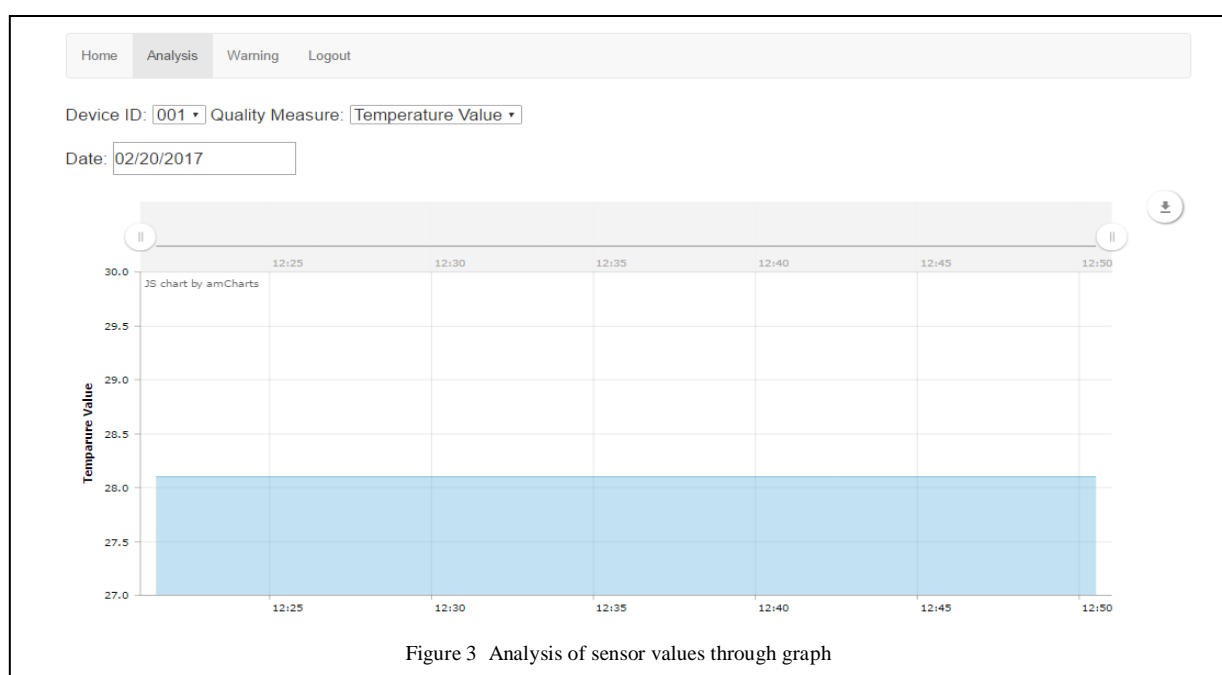 Home Analysis Warning Logout
Device ID: 001 Quality Measure: Temperature Value
Date: 02/20/2017
12:25 12:30 12:35 12:40 12:45 12:50
JS chart by amCharts
30.0
29.5
29.0
28.5
28.0
27.5
27.0
Temparure Value
12:25 12:30 12:35 12:40 12:45 12:50
Figure 3 Analysis of sensor values through graph